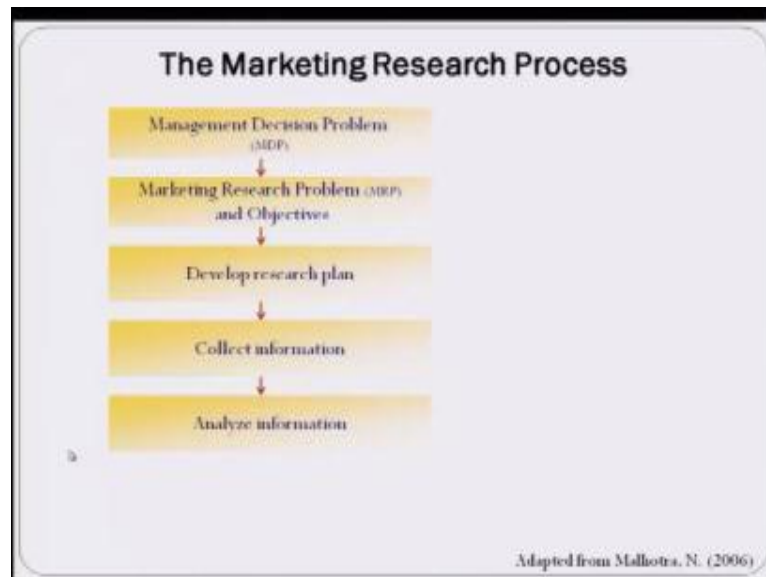 The Marketing Research Process
Management Decision Problem
(MDP)
Marketing Research Problem (MRP)
and Objectives
Develop research plan
Collect information
Analyze information
Adapted from Malhotra, N. (2006)